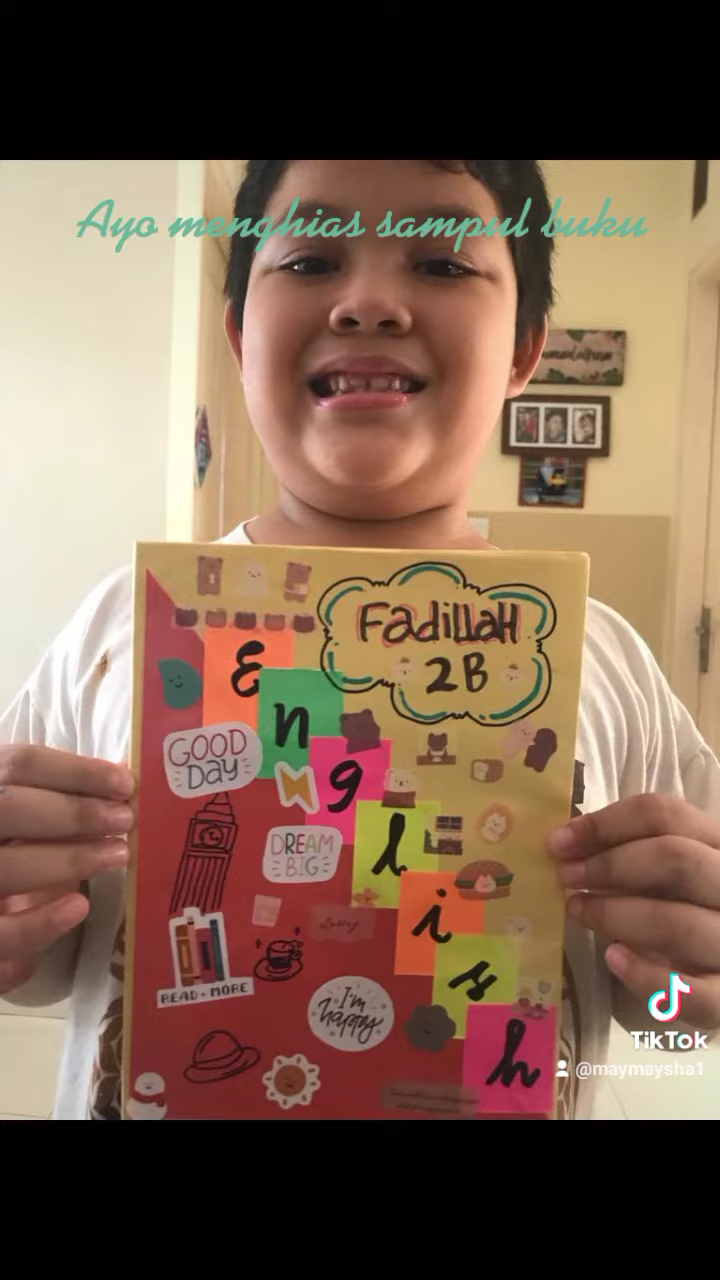 Ayo menghias sampul buku
Fadillah
2B
English
GOOD
DAY
DREAM
BIG
READ • MORE
I'm
happy
TikTok
@maymaysha1